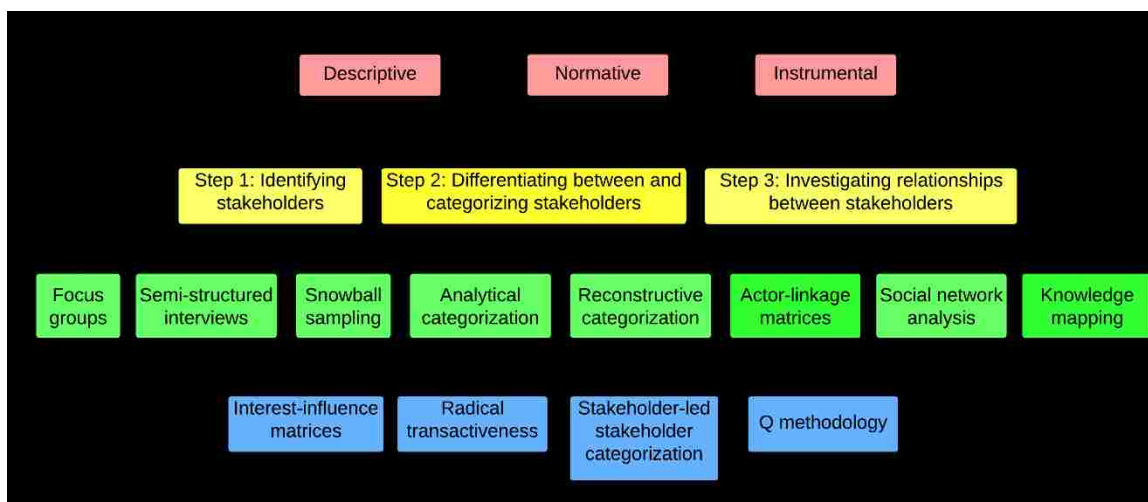 Descriptive
Normative
Instrumental
Step 1: Identifying
stakeholders
Step 2: Differentiating between and
categorizing stakeholders
Step 3: Investigating relationships
between stakeholders
Focus
groups
Semi-structured
interviews
Snowball
sampling
Analytical
categorization
Reconstructive
categorization
Actor-linkage
matrices
Social network
analysis
Knowledge
mapping
Interest-influence
matrices
Radical
transactiveness
Stakeholder-led
stakeholder
categorization
Q methodology